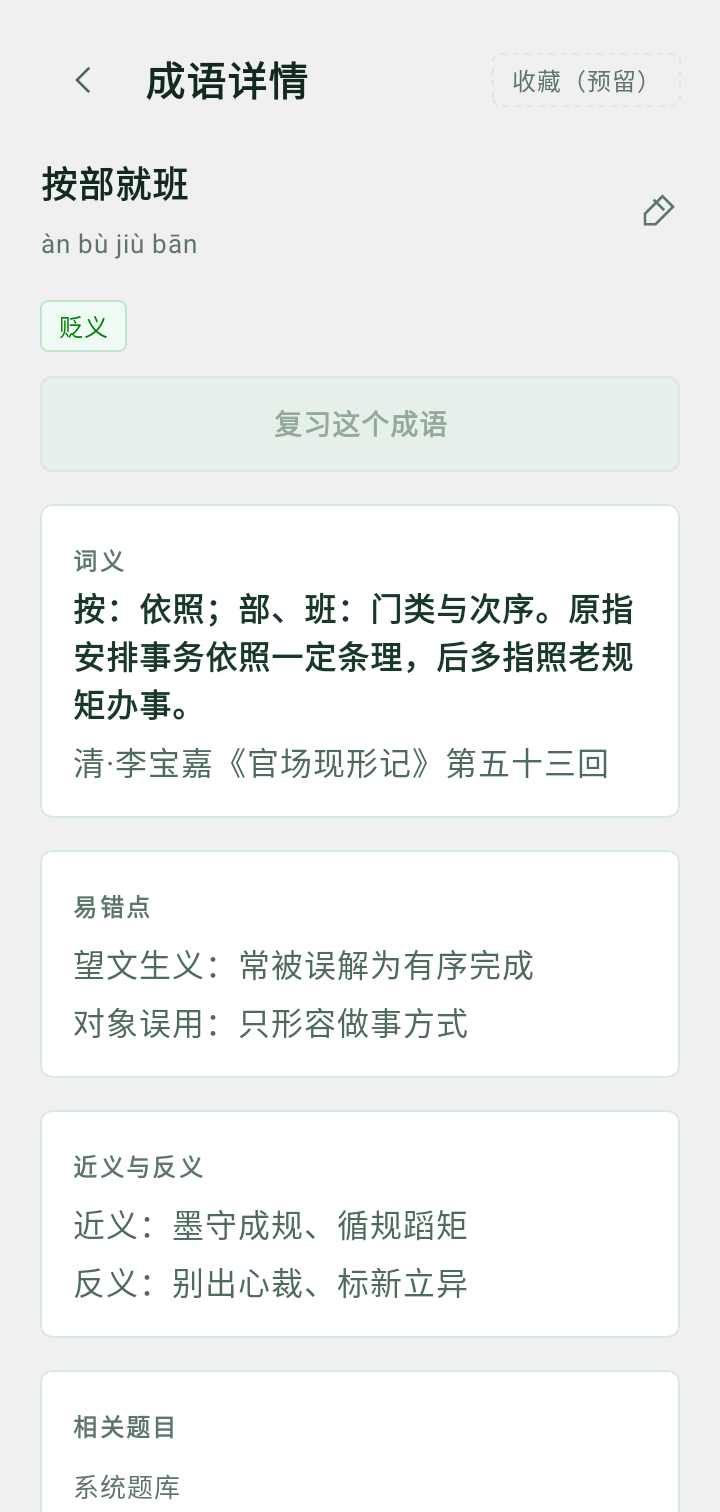 成语详情
收藏（预留）
按部就班
àn bù jiù bān
贬义
复习这个成语
词义
按：依照；部、班：门类与次序。原指
安排事务依照一定条理，后多指照老规
矩办事。
清·李宝嘉《官场现形记》第五十三回
易错点
望文生义：常被误解为有序完成
对象误用：只形容做事方式
近义与反义
近义：墨守成规、循规蹈矩
反义：别出心裁、标新立异
相关题目
系统题库